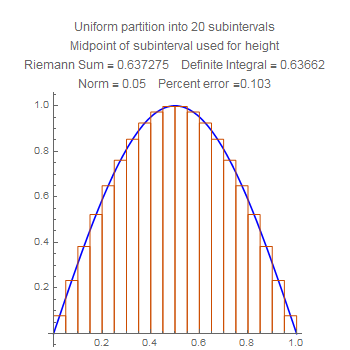 Uniform partition into 20 subintervals
Midpoint of subinterval used for height
Riemann Sum = 0.637275 Definite Integral = 0.63662
Norm = 0.05 Percent error =0.103
1.0
0.8
0.6
0.4
0.2
0.2 0.4 0.6 0.8 1.0